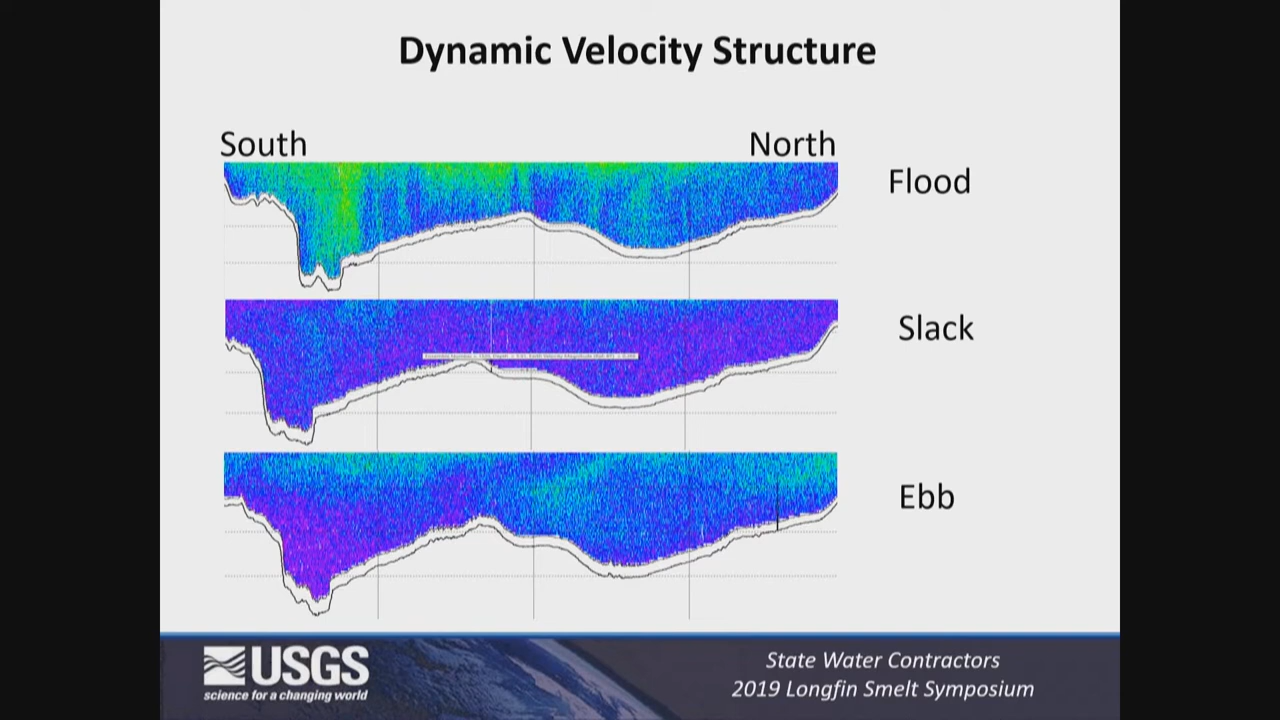 Dynamic Velocity Structure
South
North
Flood
Slack
Ebb
USGS
science for a changing world
State Water Contractors
2019 Longfin Smelt Symposium